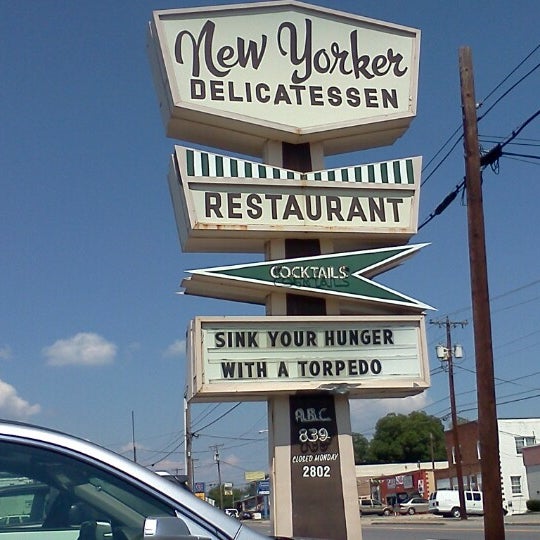 New Yorker
DELICATESSEN
RESTAURANT
COCKTAILS
SINK YOUR HUNGER
WITH A TORPEDO
A.B.C.
839
CLOSED MONDAY
2802